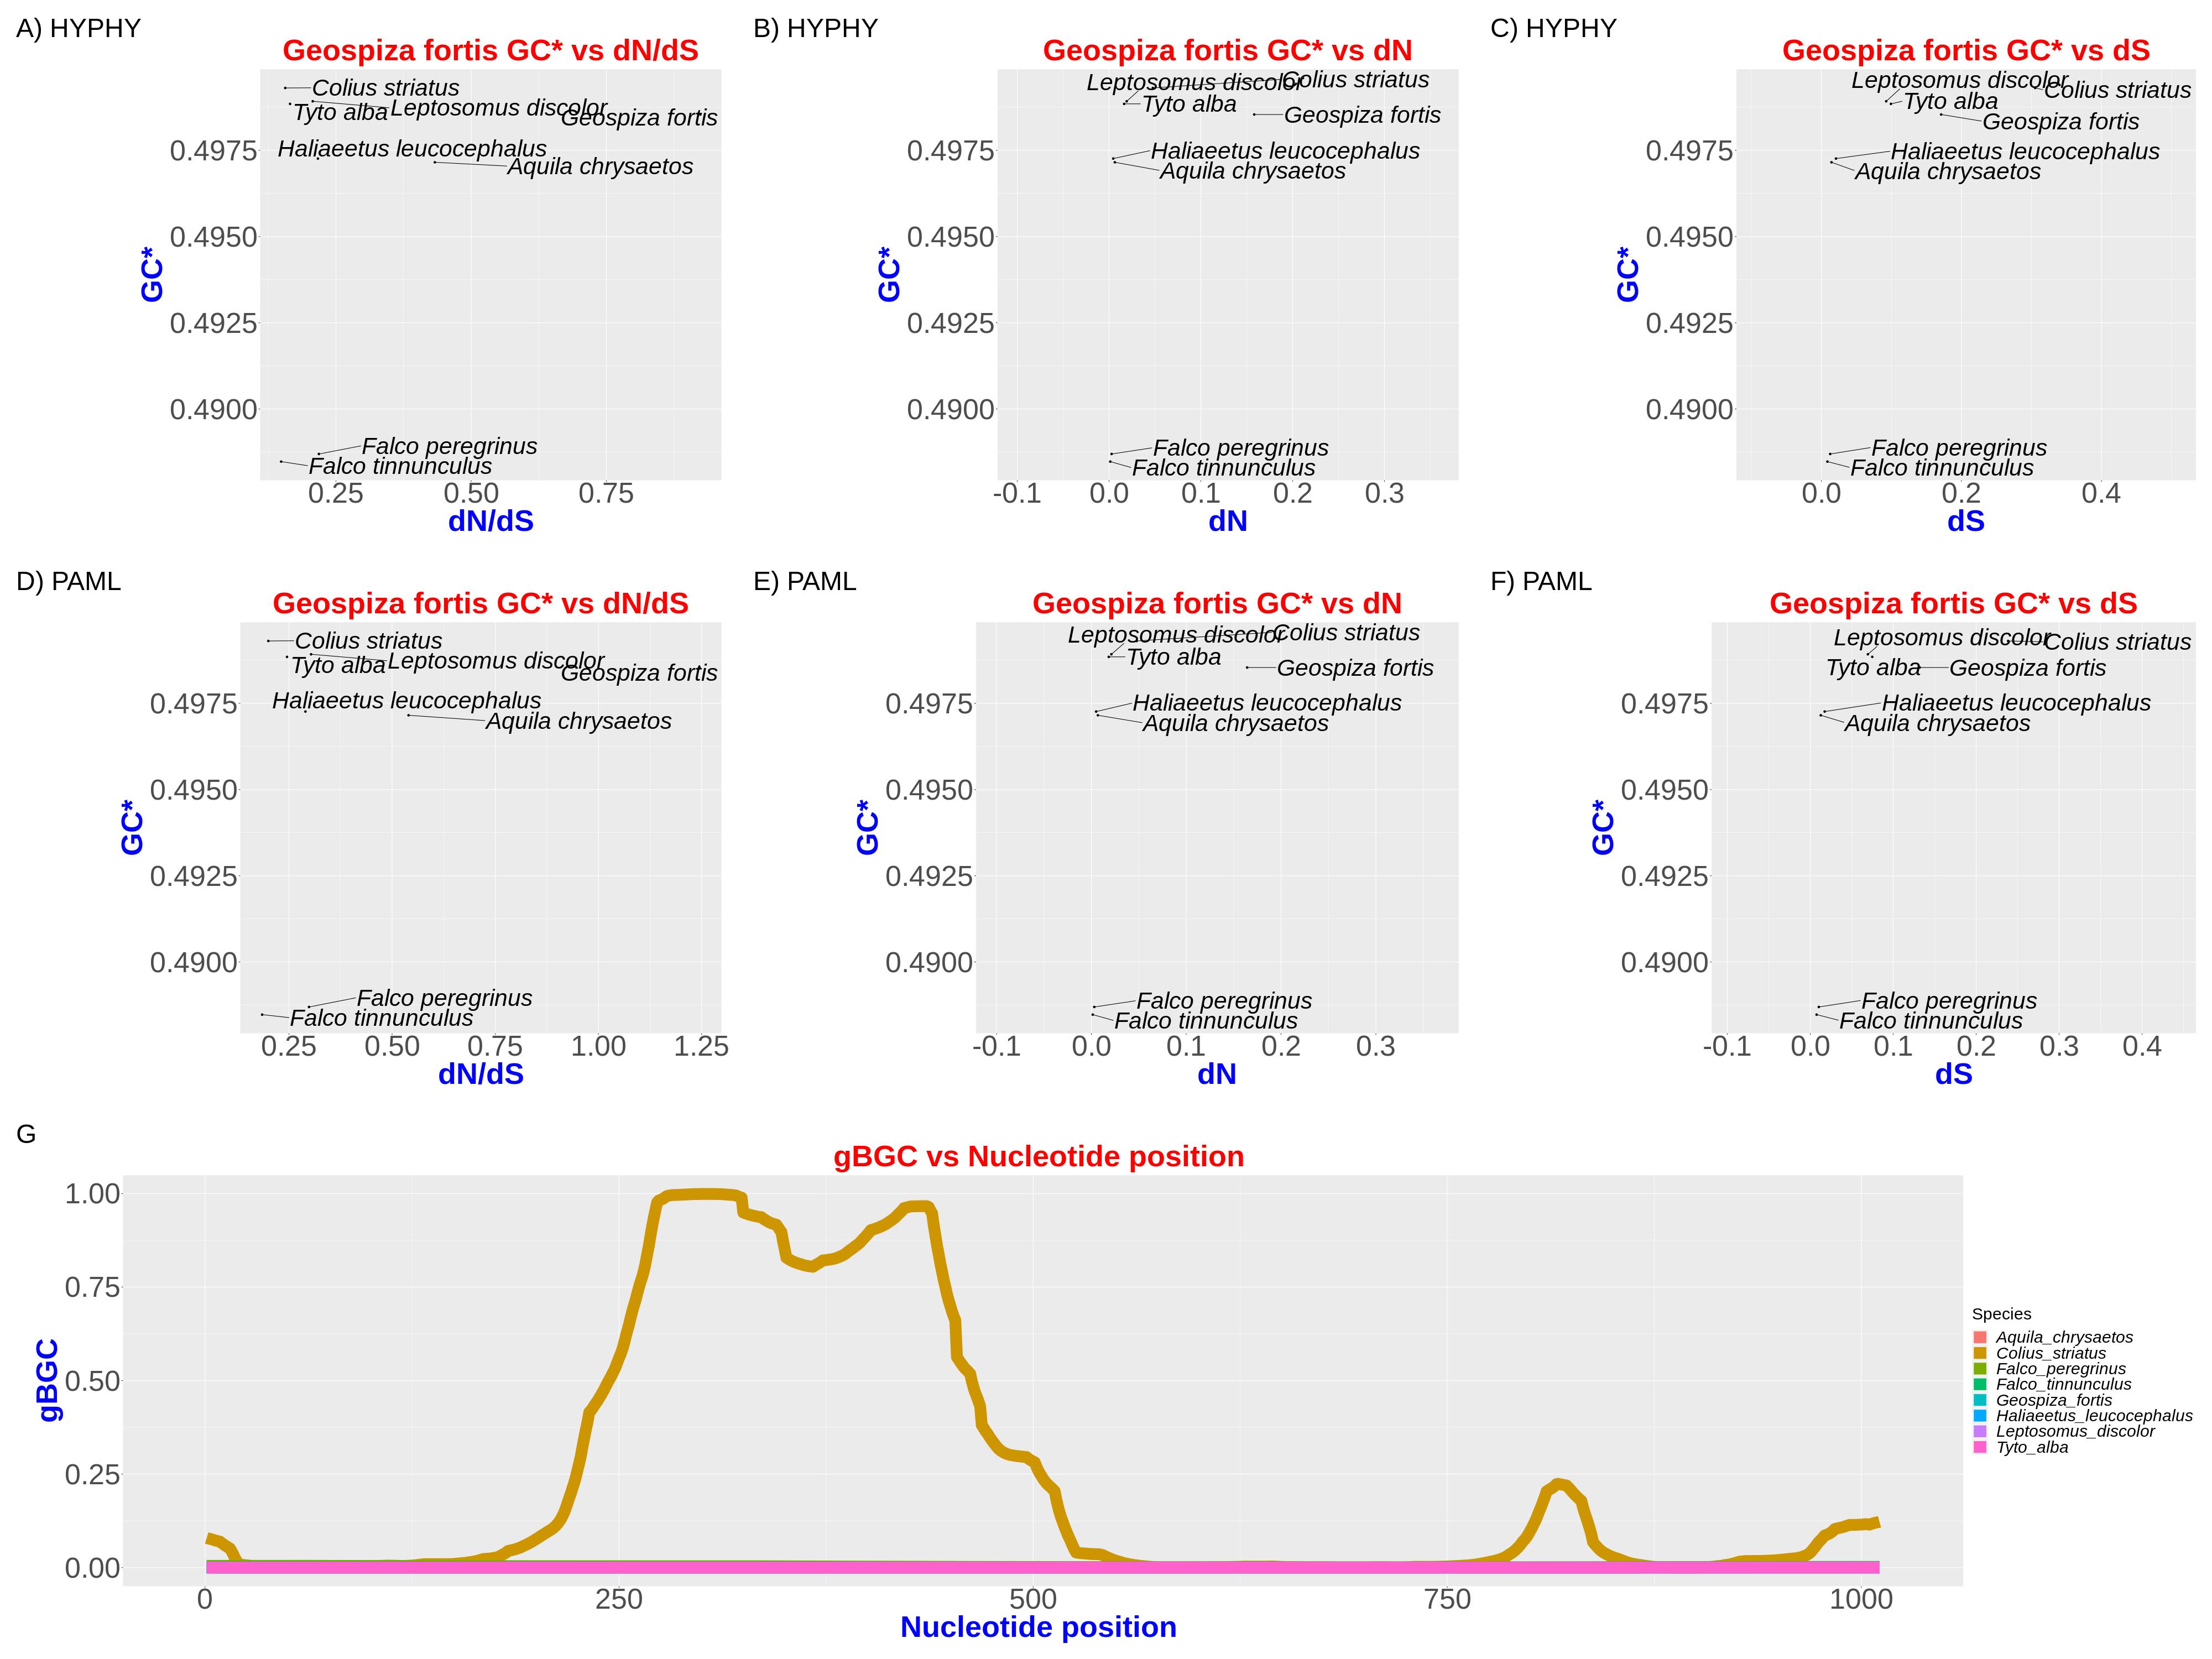 A) HYPHY
Geospiza fortis GC* vs dN/dS
Colius striatus
Leptosomus discolor
Tyto alba
Geospiza fortis
Haliaeetus leucocephalus
Aquila chrysaetos
Falco peregrinus
Falco tinnunculus
0.4975
0.4950
0.4925
0.4900
GC*
0.25 0.50 0.75
dN/dS
B) HYPHY
Geospiza fortis GC* vs dN
Leptosomus discolor
Colius striatus
Tyto alba
Geospiza fortis
Haliaeetus leucocephalus
Aquila chrysaetos
Falco peregrinus
Falco tinnunculus
0.4975
0.4950
0.4925
0.4900
GC*
-0.1 0.0 0.1 0.2 0.3
dN
C) HYPHY
Geospiza fortis GC* vs dS
Leptosomus discolor
Colius striatus
Tyto alba
Geospiza fortis
Haliaeetus leucocephalus
Aquila chrysaetos
Falco peregrinus
Falco tinnunculus
0.4975
0.4950
0.4925
0.4900
GC*
0.0 0.2 0.4
dS
D) PAML
Geospiza fortis GC* vs dN/dS
Colius striatus
Leptosomus discolor
Tyto alba
Geospiza fortis
Haliaeetus leucocephalus
Aquila chrysaetos
Falco peregrinus
Falco tinnunculus
0.4975
0.4950
0.4925
0.4900
GC*
0.25 0.50 0.75 1.00 1.25
dN/dS
E) PAML
Geospiza fortis GC* vs dN
Leptosomus discolor
Colius striatus
Tyto alba
Geospiza fortis
Haliaeetus leucocephalus
Aquila chrysaetos
Falco peregrinus
Falco tinnunculus
0.4975
0.4950
0.4925
0.4900
GC*
-0.1 0.0 0.1 0.2 0.3
dN
F) PAML
Geospiza fortis GC* vs dS
Leptosomus discolor
Colius striatus
Tyto alba
Geospiza fortis
Haliaeetus leucocephalus
Aquila chrysaetos
Falco peregrinus
Falco tinnunculus
0.4975
0.4950
0.4925
0.4900
GC*
-0.1 0.0 0.1 0.2 0.3 0.4
dS
G
gBGC vs Nucleotide position
1.00
0.75
0.50
0.25
0.00
gBGC
0 250 500 750 1000
Nucleotide position
Species
Aquila_chrysaetos
Colius_striatus
Falco_peregrinus
Falco_tinnunculus
Geospiza_fortis
Haliaeetus_leucocephalus
Leptosomus_discolor
Tyto_alba